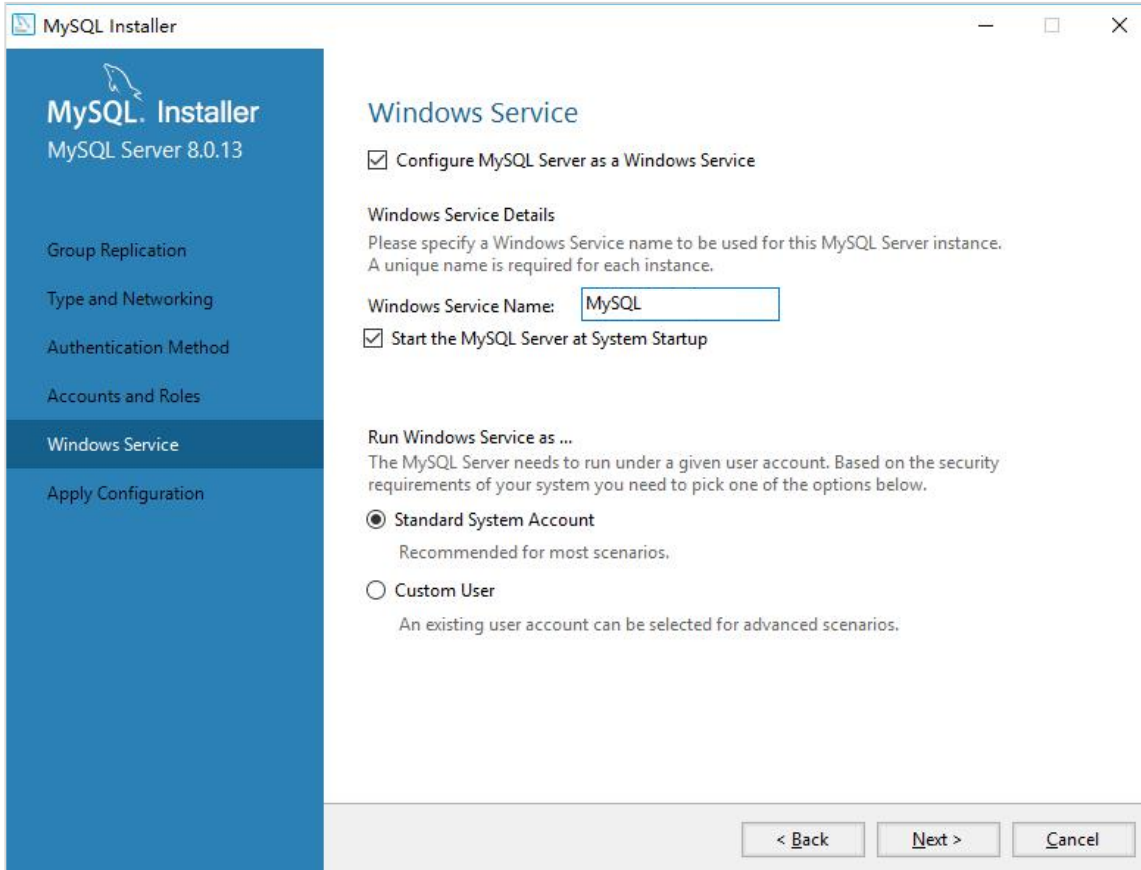 MySQL Installer
MySQL. Installer
MySQL Server 8.0.13
Group Replication
Type and Networking
Authentication Method
Accounts and Roles
Windows Service
Apply Configuration
Windows Service
Configure MySQL Server as a Windows Service
Windows Service Details
Please specify a Windows Service name to be used for this MySQL Server instance.
A unique name is required for each instance.
Windows Service Name: MySQL
Start the MySQL Server at System Startup
Run Windows Service as ...
The MySQL Server needs to run under a given user account. Based on the security
requirements of your system you need to pick one of the options below.
Standard System Account
Recommended for most scenarios.
Custom User
An existing user account can be selected for advanced scenarios.
< Back Next > Cancel